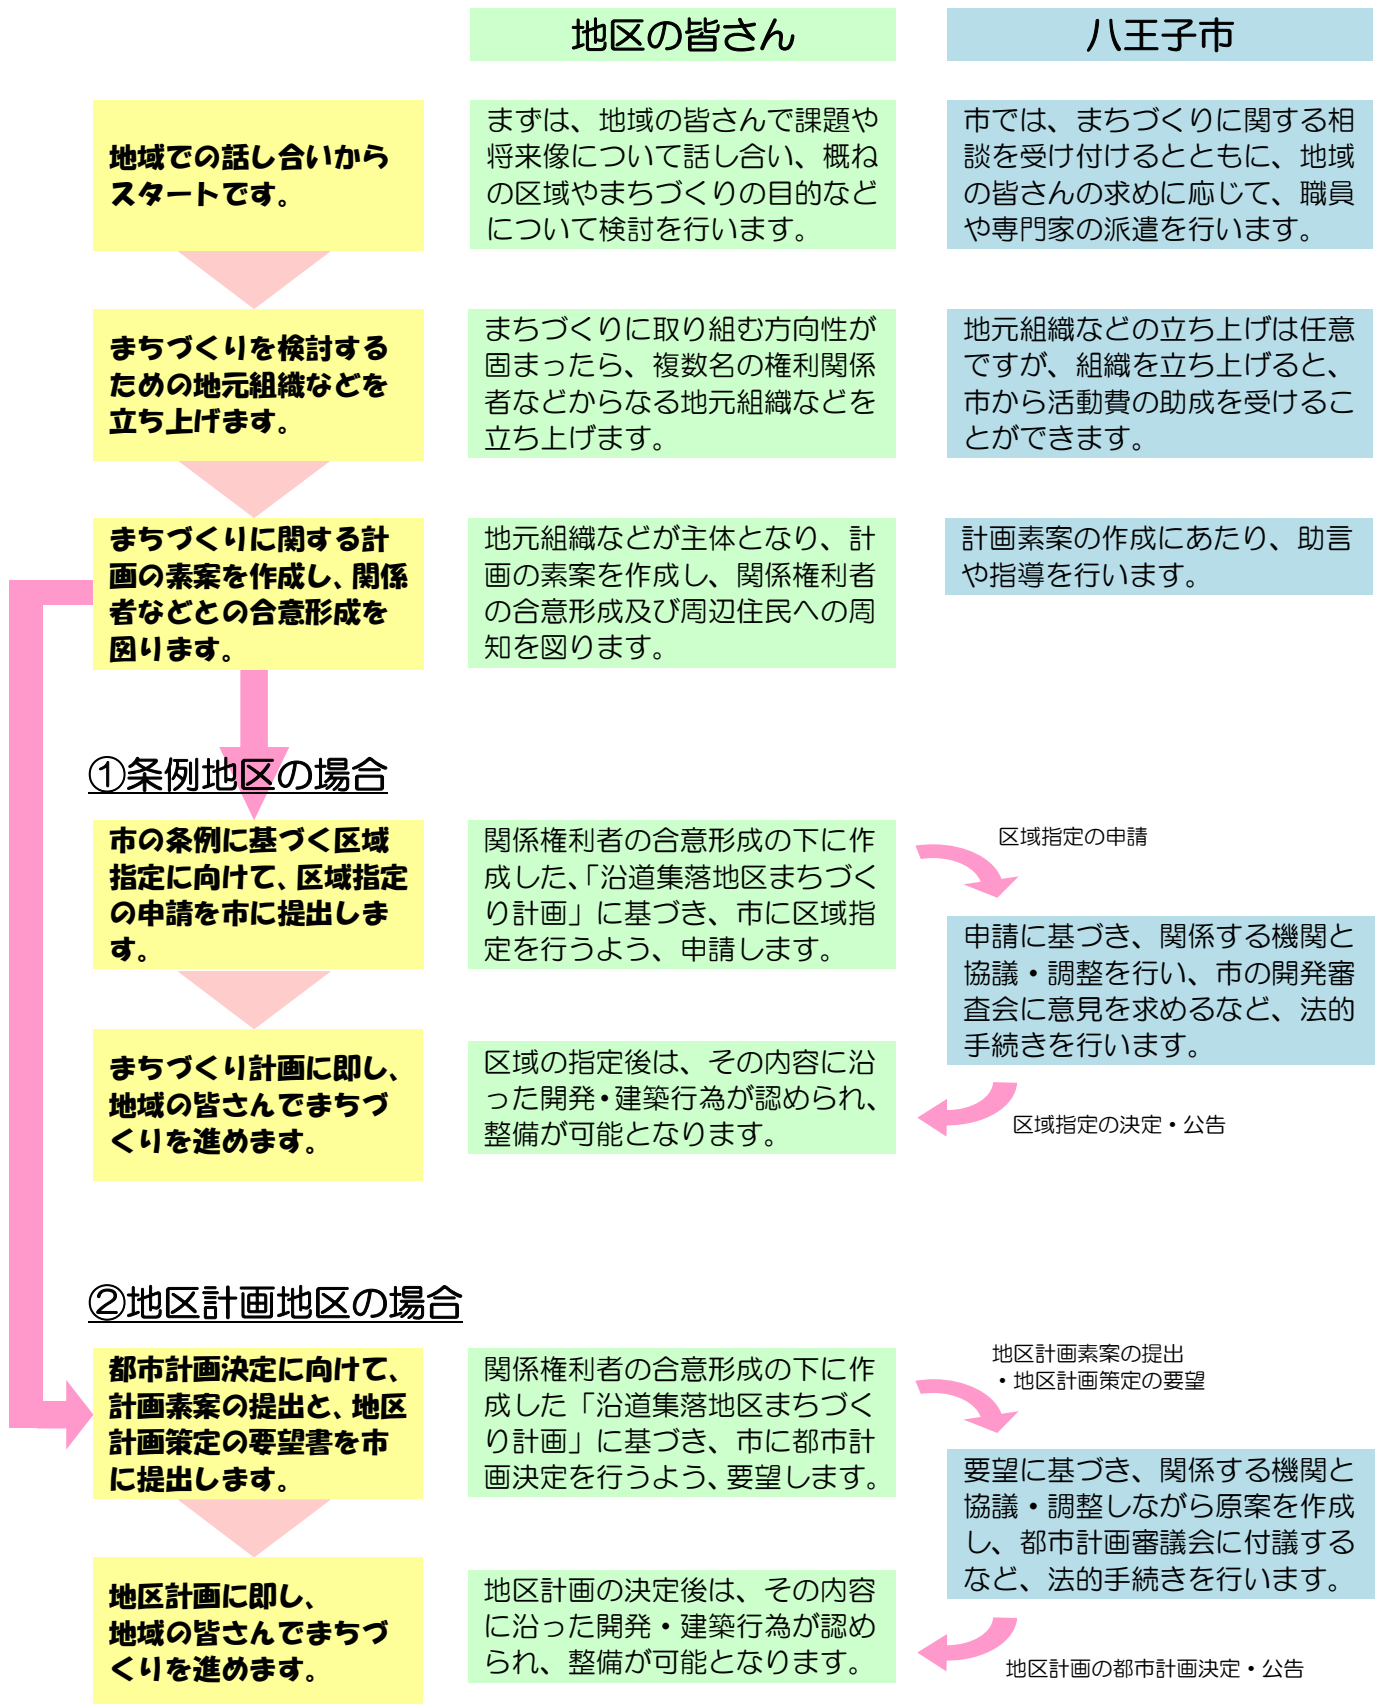 地区の皆さん
八王子市
地域での話し合いから
スタートです。
まずは、地域の皆さんで課題や
将来像について話し合い、概ね
の区域やまちづくりの目的など
について検討を行います。
市では、まちづくりに関する相
談を受け付けるとともに、地域
の皆さんの求めに応じて、職員
や専門家の派遣を行います。
まちづくりを検討する
ための地元組織などを
立ち上げます。
まちづくりに取り組む方向性が
固まったら、複数名の権利関係
者などからなる地元組織などを
立ち上げます。
地元組織などの立ち上げは任意
ですが、組織を立ち上げると、
市から活動費の助成を受けるこ
とができます。
まちづくりに関する計
画の素案を作成し、関係
者などとの合意形成を
図ります。
地元組織などが主体となり、計
画の素案を作成し、関係権利者
の合意形成及び周辺住民への周
知を図ります。
計画素案の作成にあたり、助言
や指導を行います。
①条例地区の場合
市の条例に基づく区域
指定に向けて、区域指定
の申請を市に提出しま
す。
関係権利者の合意形成の下に作
成した、「沿道集落地区まちづく
り計画」に基づき、市に区域指
定を行うよう、申請します。
区域指定の申請
申請に基づき、関係する機関と
協議・調整を行い、市の開発審
査会に意見を求めるなど、法的
手続きを行います。
まちづくり計画に即し、
地域の皆さんでまちづ
くりを進めます。
区域の指定後は、その内容に沿
った開発・建築行為が認められ、
整備が可能となります。
区域指定の決定・公告
②地区計画地区の場合
都市計画決定に向けて、
計画素案の提出と、地区
計画策定の要望書を市
に提出します。
関係権利者の合意形成の下に作
成した「沿道集落地区まちづく
り計画」に基づき、市に都市計
画決定を行うよう、要望します。
地区計画素案の提出
・地区計画策定の要望
要望に基づき、関係する機関と
協議・調整しながら原案を作成
し、都市計画審議会に付議する
など、法的手続きを行います。
地区計画に即し、
地域の皆さんでまちづ
くりを進めます。
地区計画の決定後は、その内容
に沿った開発・建築行為が認め
られ、整備が可能となります。
地区計画の都市計画決定・公告